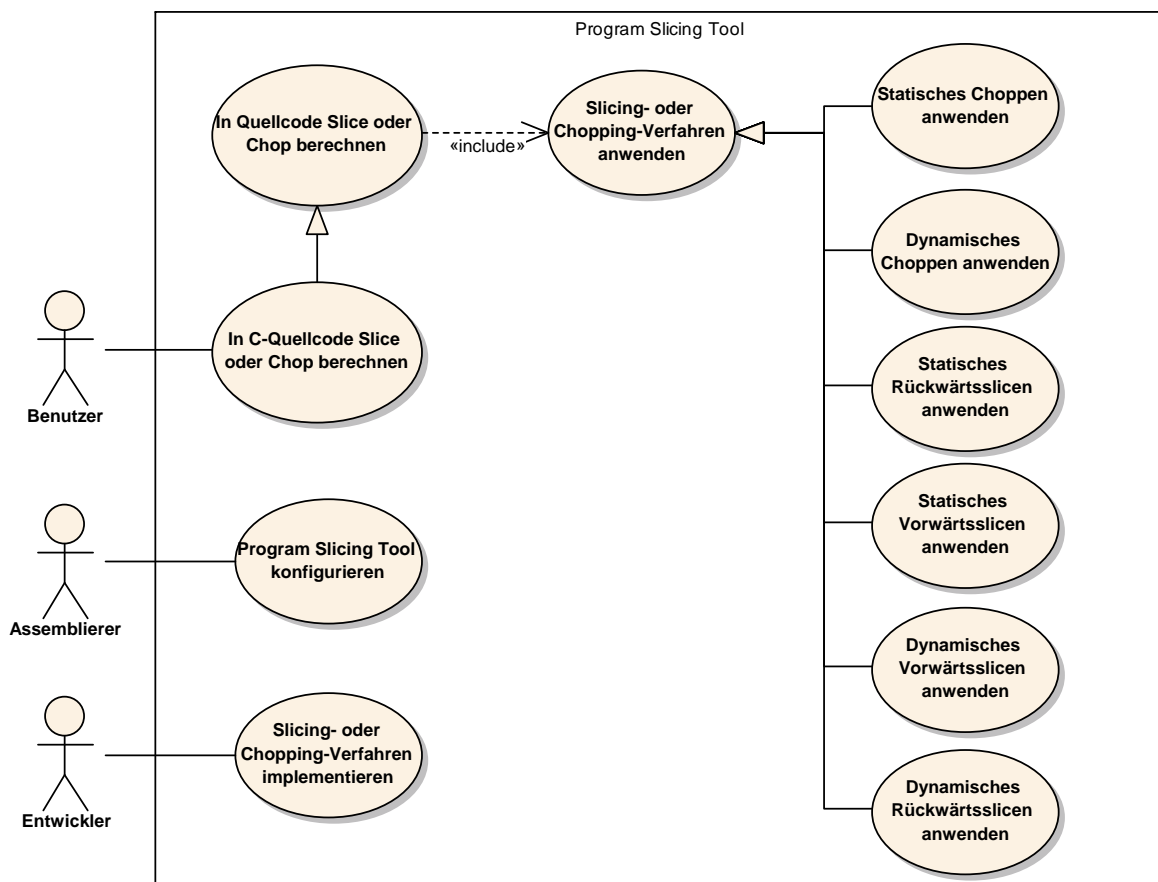 Program Slicing Tool
In Quellcode Slice oder
Chop berechnen
«include»
Slicing- oder
Chopping-Verfahren
anwenden
Statisches Choppen
anwenden
Dynamisches
Choppen anwenden
In C-Quellcode Slice
oder Chop berechnen
Benutzer
Statisches
Rückwärtsslicen
anwenden
Statisches
Vorwärtsslicen
anwenden
Program Slicing Tool
konfigurieren
Assemblierer
Dynamisches
Vorwärtsslicen
anwenden
Slicing- oder
Chopping-Verfahren
implementieren
Entwickler
Dynamisches
Rückwärtsslicen
anwenden